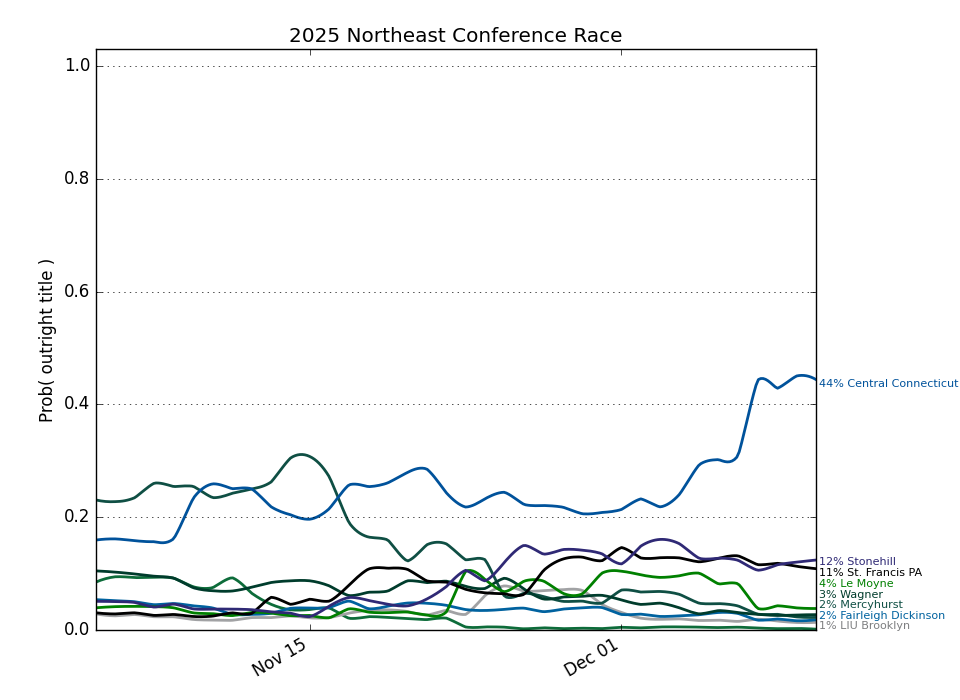 2025 Northeast Conference Race
Prob( outright title )
1.0
0.8
0.6
0.4
0.2
0.0
Nov 15
Dec 01
44% Central Connecticut
12% Stonehill
11% St. Francis PA
4% Le Moyne
3% Wagner
2% Mercyhurst
2% Fairleigh Dickinson
1% LIU Brooklyn